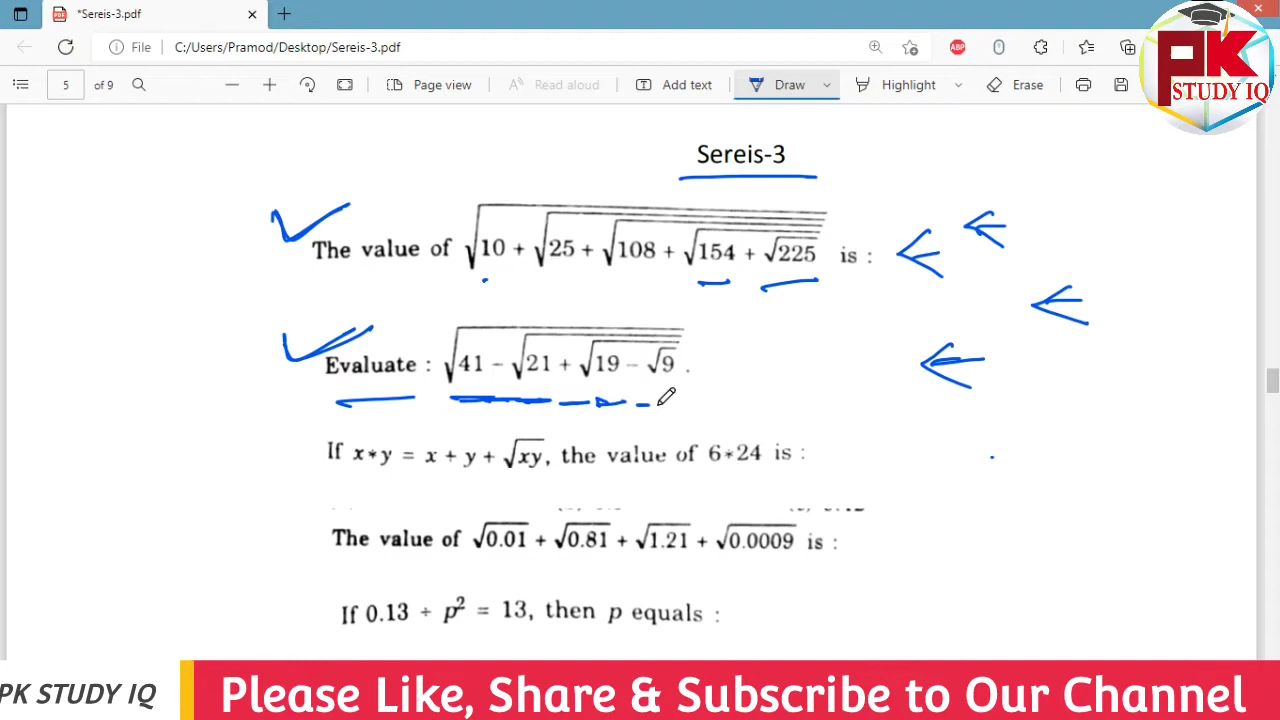 *Sereis-3.pdf
File C:/Users/Pramod/Desktop/Sereis-3.pdf
5 of 9 Page view Read aloud Add text Draw Highlight Erase
ABP
PK
STUDY IQ
Sereis-3
The value of √(10 + √(25 + √(108 + √(154 + √225)))) is :
Evaluate : √(41 − √(21 + √(19 − √9))) .
If x*y = x + y + √xy, the value of 6*24 is :
The value of √0.01 + √0.81 + √1.21 + √0.0009 is :
If 0.13 ÷ p² = 13, then p equals :
PK STUDY IQ Please Like, Share & Subscribe to Our Channel